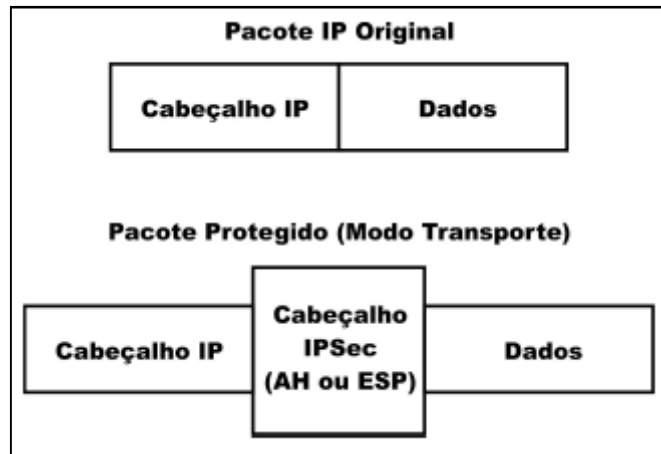 Pacote IP Original
Cabeçalho IP
Dados
Pacote Protegido (Modo Transporte)
Cabeçalho IP
Cabeçalho
IPSec
(AH ou ESP)
Dados